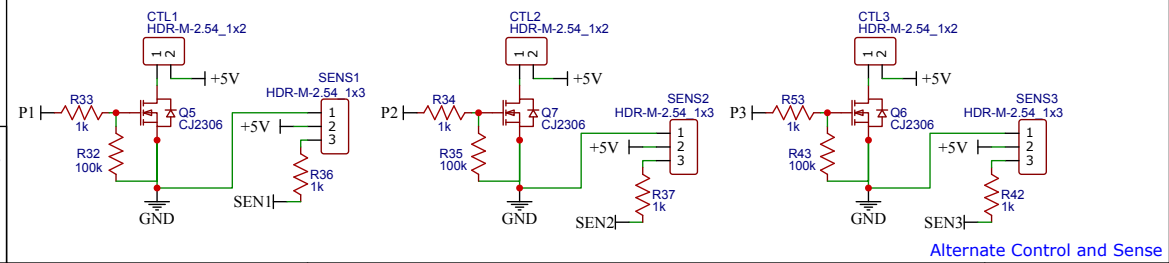 CTL1
HDR-M-2.54_1x2
1 2
+5V
SENS1
HDR-M-2.54_1x3
P1
R33
1k
Q5
CJ2306
+5V
1
2
3
R32
100k
R36
1k
SEN1
GND
CTL2
HDR-M-2.54_1x2
1 2
+5V
SENS2
HDR-M-2.54_1x3
P2
R34
1k
Q7
CJ2306
+5V
1
2
3
R35
100k
R37
1k
SEN2
GND
CTL3
HDR-M-2.54_1x2
1 2
+5V
SENS3
HDR-M-2.54_1x3
P3
R53
1k
Q6
CJ2306
+5V
1
2
3
R43
100k
R42
1k
SEN3
GND
Alternate Control and Sense